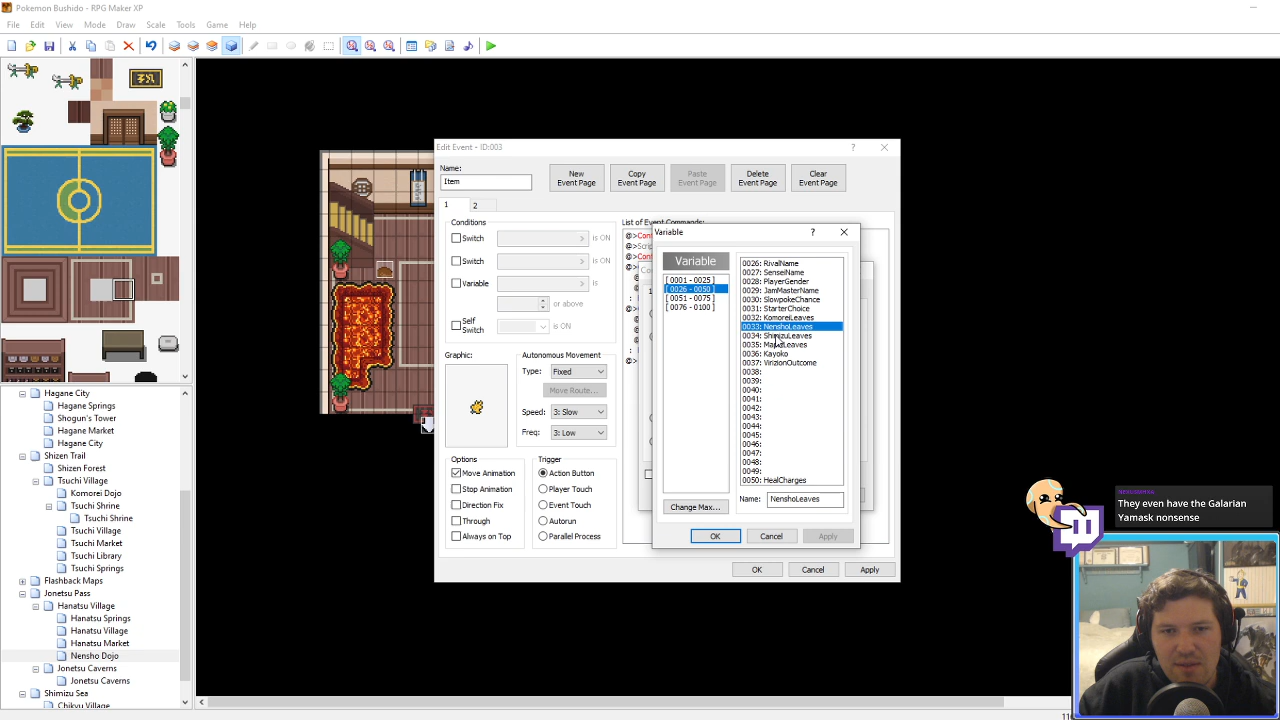 Pokemon Bushido - RPG Maker XP
File Edit View Mode Draw Scale Tools Game Help
Edit Event - ID:003
Name:
Item
New Event Page
Copy Event Page
Paste Event Page
Delete Event Page
Clear Event Page
1 2
Conditions
Switch is ON
Switch is ON
Variable is
or above
Self Switch is ON
Graphic:
Autonomous Movement
Type: Fixed
Move Route...
Speed: 3: Slow
Freq: 3: Low
Options
Move Animation
Stop Animation
Direction Fix
Through
Always on Top
Trigger
Action Button
Player Touch
Event Touch
Autorun
Parallel Process
List of Event Commands:
OK Cancel Apply
Variable
Variable
[ 0001 - 0025 ]
[ 0026 - 0050 ]
[ 0051 - 0075 ]
[ 0076 - 0100 ]
Change Max...
0026: RivalName
0027: SenseiName
0028: PlayerGender
0029: JamMasterName
0030: SlowpokeChance
0031: StarterChoice
0032: KomoreiLeaves
0033: NenshoLeaves
0034: ShimizuLeaves
0035: MapleLeaves
0036: Kayoko
0037: VirizionOutcome
0038:
0039:
0040:
0041:
0042:
0043:
0044:
0045:
0046:
0047:
0048:
0049:
0050: HealCharges
Name: NenshoLeaves
OK Cancel Apply
Hagane City
Hagane Springs
Shogun's Tower
Hagane Market
Hagane City
Shizen Trail
Shizen Forest
Tsuchi Village
Komorei Dojo
Tsuchi Shrine
Tsuchi Shrine
Tsuchi Village
Tsuchi Market
Tsuchi Library
Tsuchi Springs
Flashback Maps
Jonetsu Pass
Hanatsu Village
Hanatsu Springs
Hanatsu Village
Hanatsu Market
Nensho Dojo
Jonetsu Caverns
Jonetsu Caverns
Shimizu Sea
Chikyu Village
They even have the Galarian
Yamask nonsense